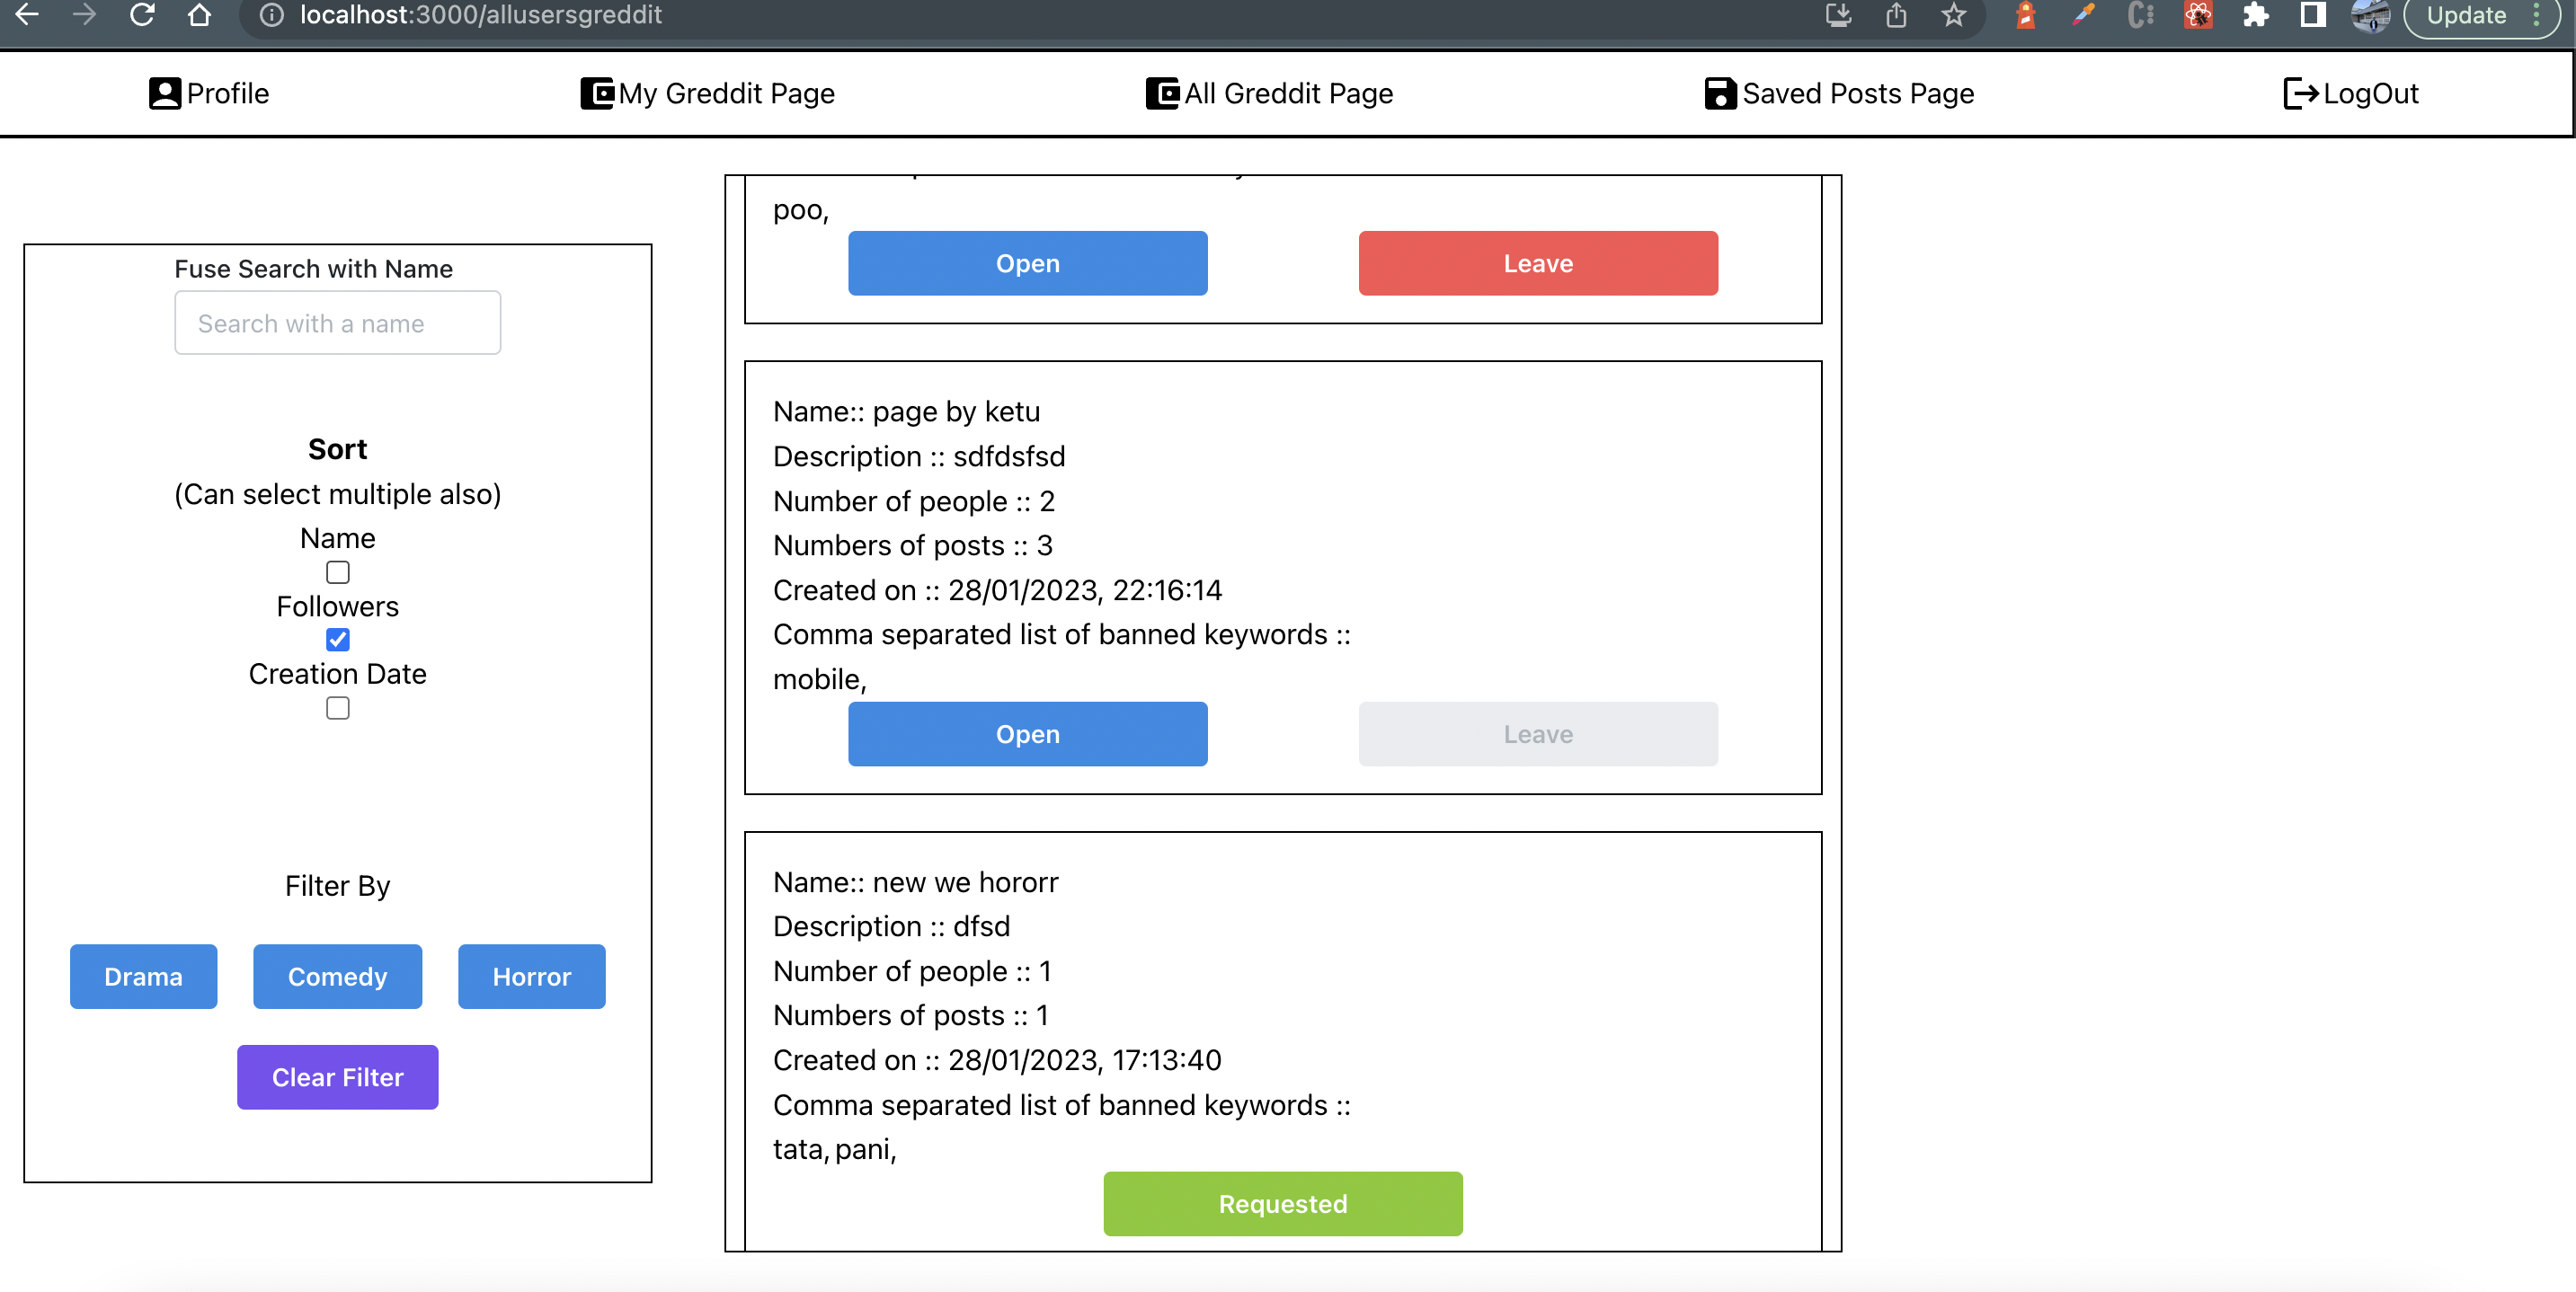 localhost:3000/allusersgreddit
Update
Profile
My Greddit Page
All Greddit Page
Saved Posts Page
LogOut
Fuse Search with Name
Search with a name
Sort
(Can select multiple also)
Name
Followers
Creation Date
Filter By
Drama
Comedy
Horror
Clear Filter
poo,
Open
Leave
Name:: page by ketu
Description :: sdfdsfsd
Number of people :: 2
Numbers of posts :: 3
Created on :: 28/01/2023, 22:16:14
Comma separated list of banned keywords ::
mobile,
Open
Leave
Name:: new we hororr
Description :: dfsd
Number of people :: 1
Numbers of posts :: 1
Created on :: 28/01/2023, 17:13:40
Comma separated list of banned keywords ::
tata, pani,
Requested